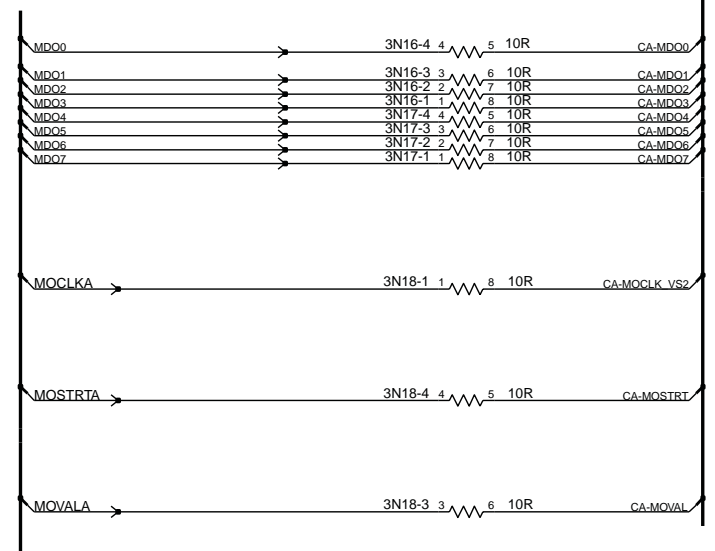 MDO0 3N16-4 4 5 10R CA-MDO0
MDO1 3N16-3 3 6 10R CA-MDO1
MDO2 3N16-2 2 7 10R CA-MDO2
MDO3 3N16-1 1 8 10R CA-MDO3
MDO4 3N17-4 4 5 10R CA-MDO4
MDO5 3N17-3 3 6 10R CA-MDO5
MDO6 3N17-2 2 7 10R CA-MDO6
MDO7 3N17-1 1 8 10R CA-MDO7
MOCLKA 3N18-1 1 8 10R CA-MOCLK_VS2
MOSTRTA 3N18-4 4 5 10R CA-MOSTRT
MOVALA 3N18-3 3 6 10R CA-MOVAL